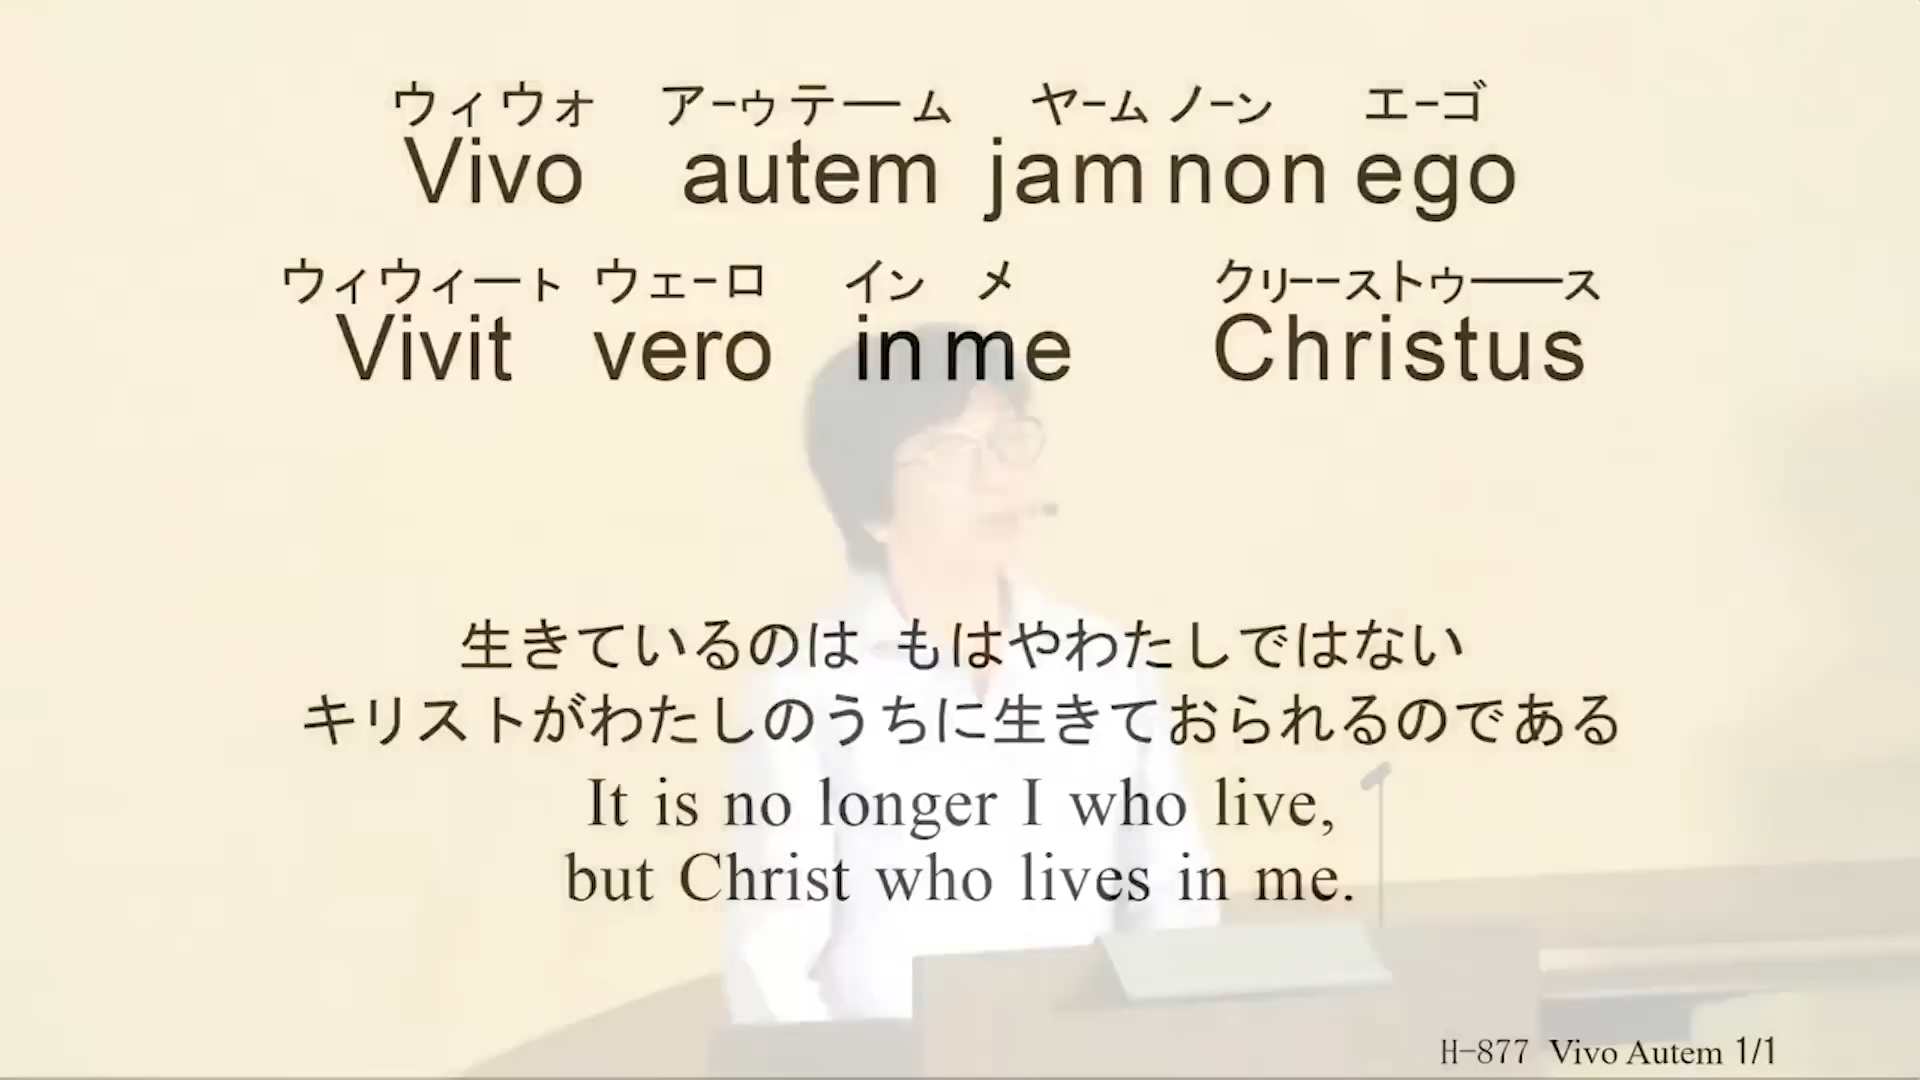 ウィウォ アーゥテーム ヤームノーン エーゴ
Vivo autem jam non ego
ウィウィート ウェーロ イン メ クリーーストゥーース
Vivit vero in me Christus
生きているのは もはやわたしではない
キリストがわたしのうちに生きておられるのである
It is no longer I who live,
but Christ who lives in me.
H-877 Vivo Autem 1/1